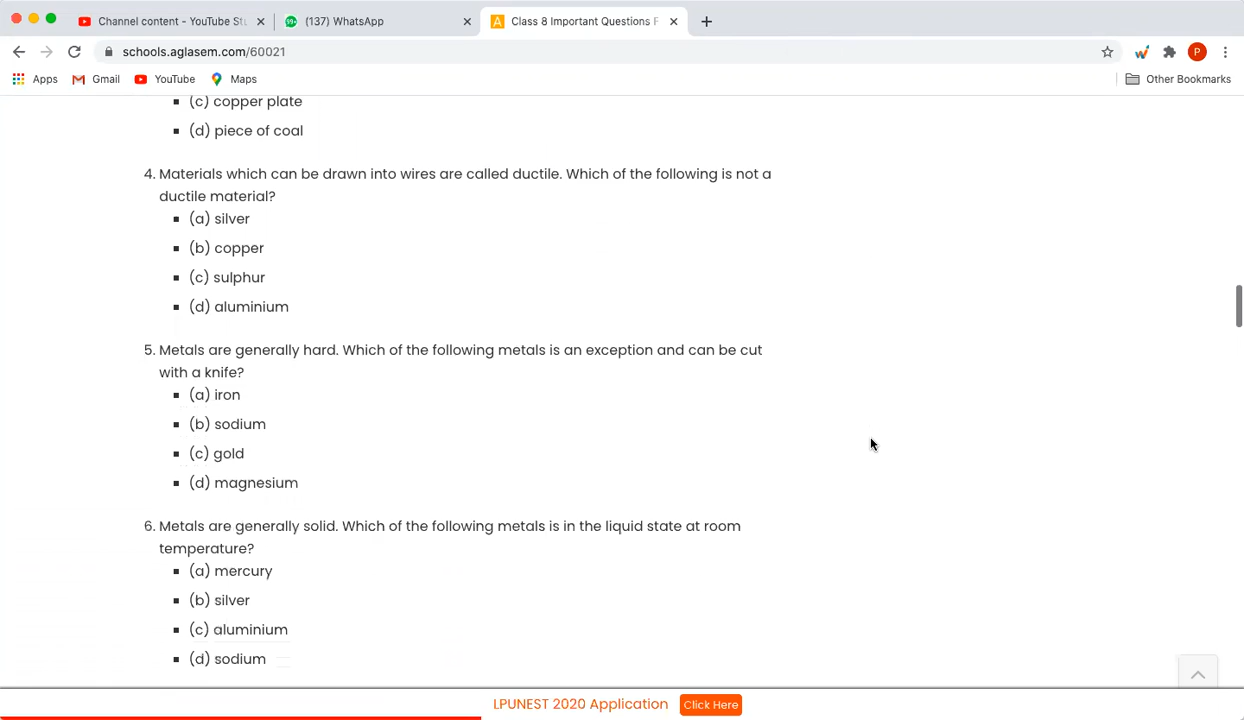 Channel content - YouTube Stu
(137) WhatsApp
Class 8 Important Questions F
schools.aglasem.com/60021
P
Apps
Gmail
YouTube
Maps
Other Bookmarks
(c) copper plate
(d) piece of coal
4. Materials which can be drawn into wires are called ductile. Which of the following is not a
ductile material?
(a) silver
(b) copper
(c) sulphur
(d) aluminium
5. Metals are generally hard. Which of the following metals is an exception and can be cut
with a knife?
(a) iron
(b) sodium
(c) gold
(d) magnesium
6. Metals are generally solid. Which of the following metals is in the liquid state at room
temperature?
(a) mercury
(b) silver
(c) aluminium
(d) sodium
LPUNEST 2020 Application Click Here